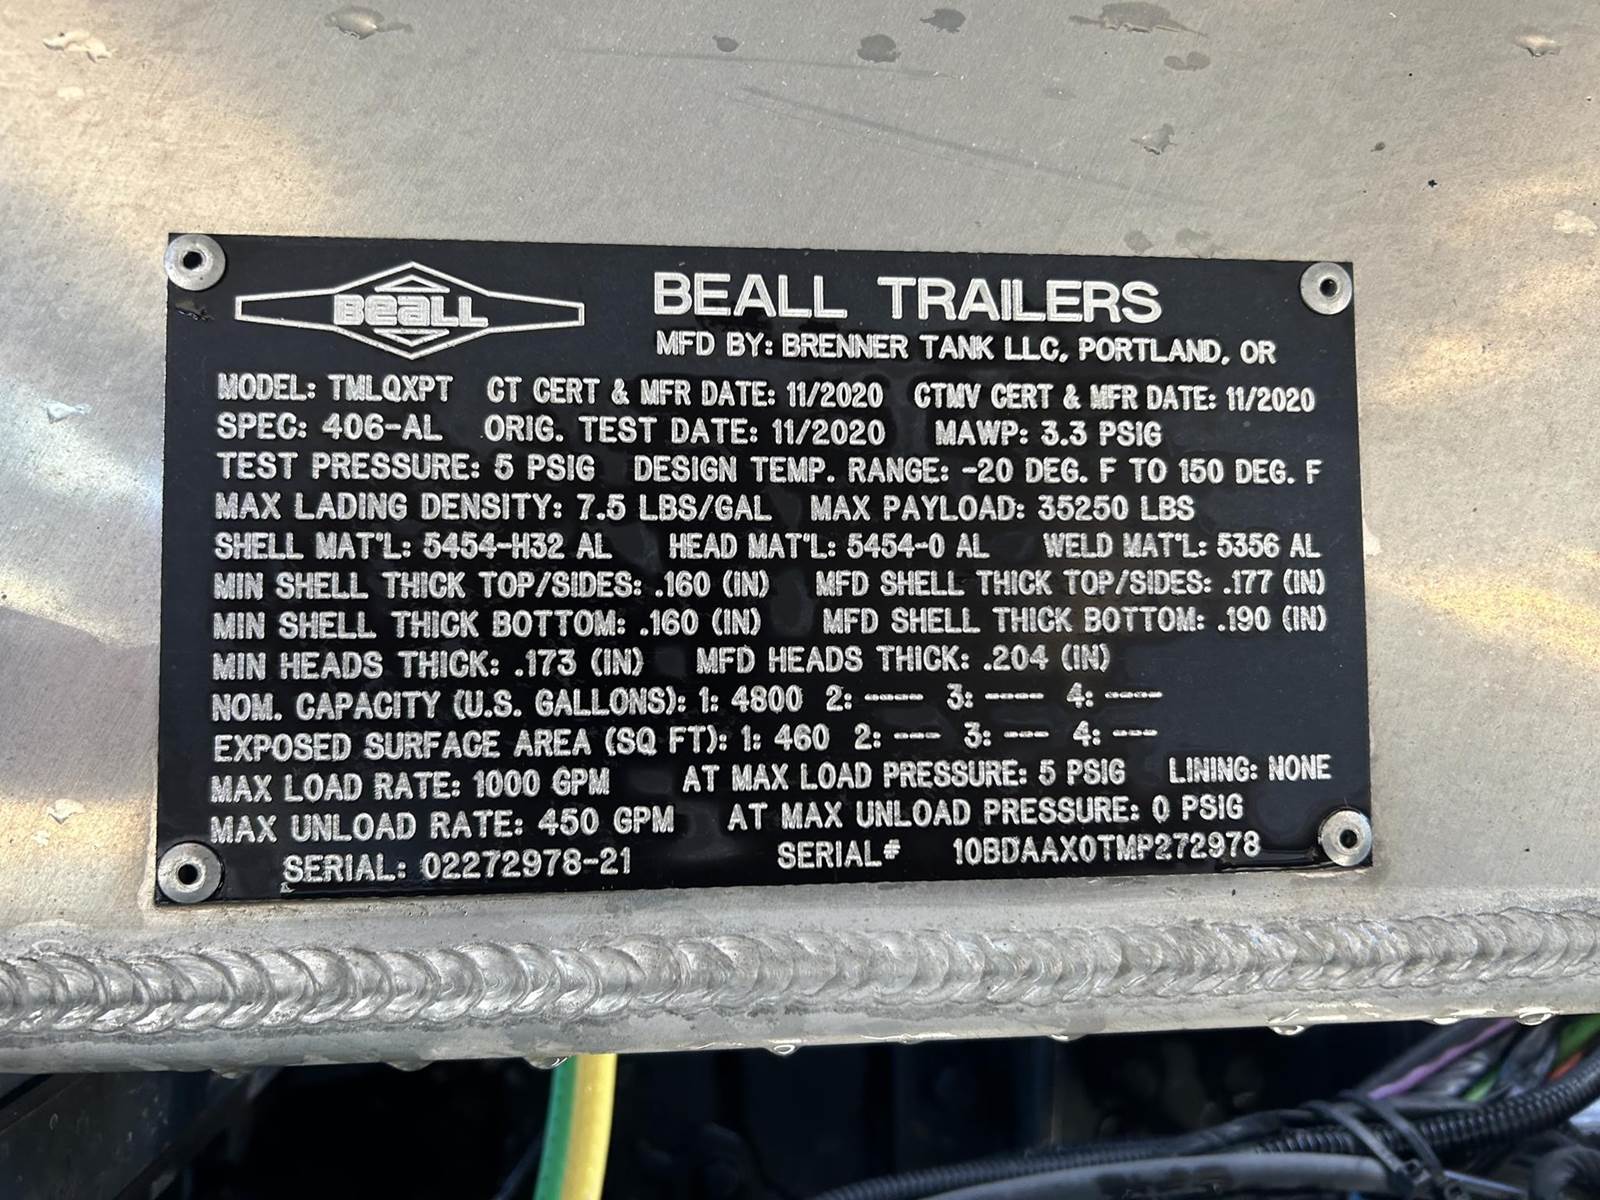 BEALL
BEALL TRAILERS
MFD BY: BRENNER TANK LLC, PORTLAND, OR
MODEL: TMLQXPT CT CERT & MFR DATE: 11/2020 CTMV CERT & MFR DATE: 11/2020
SPEC: 406-AL ORIG. TEST DATE: 11/2020 MAWP: 3.3 PSIG
TEST PRESSURE: 5 PSIG DESIGN TEMP. RANGE: -20 DEG. F TO 150 DEG. F
MAX LADING DENSITY: 7.5 LBS/GAL MAX PAYLOAD: 35250 LBS
SHELL MAT'L: 5454-H32 AL HEAD MAT'L: 5454-0 AL WELD MAT'L: 5356 AL
MIN SHELL THICK TOP/SIDES: .160 (IN) MFD SHELL THICK TOP/SIDES: .177 (IN)
MIN SHELL THICK BOTTOM: .160 (IN) MFD SHELL THICK BOTTOM: .190 (IN)
MIN HEADS THICK: .173 (IN) MFD HEADS THICK: .204 (IN)
NOM. CAPACITY (U.S. GALLONS): 1: 4800 2: ---- 3: ---- 4: ----
EXPOSED SURFACE AREA (SQ FT): 1: 460 2: --- 3: --- 4: ---
MAX LOAD RATE: 1000 GPM AT MAX LOAD PRESSURE: 5 PSIG LINING: NONE
MAX UNLOAD RATE: 450 GPM AT MAX UNLOAD PRESSURE: 0 PSIG
SERIAL: 02272978-21 SERIAL# 10BDAAX0TMP272978